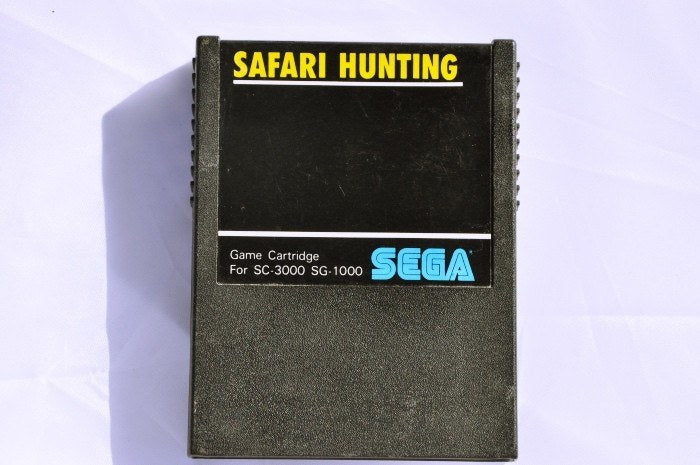 SAFARI HUNTING
Game Cartridge
For SC-3000 SG-1000
SEGA